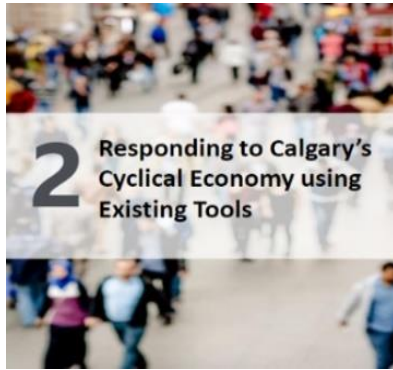 2
Responding to Calgary's
Cyclical Economy using
Existing Tools